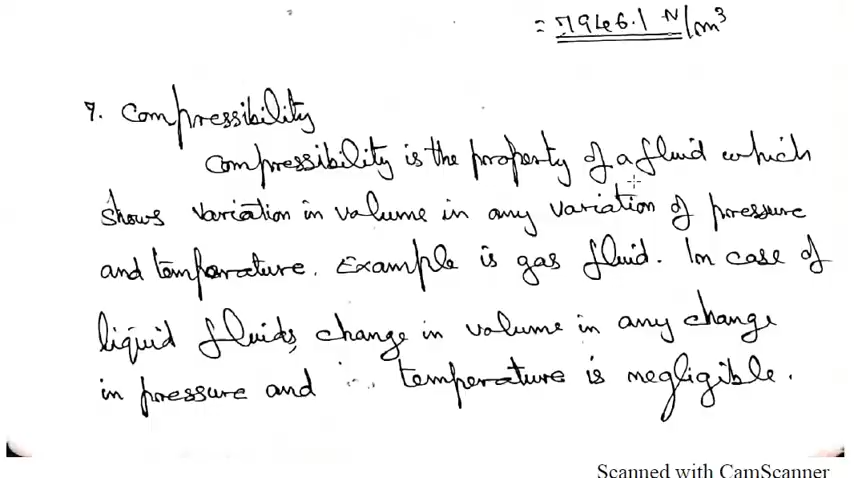 = 7946.1 N/m³
7. Compressibility
Compressibility is the property of a fluid which
shows variation in volume in any variation of pressure
and temperature. Example is gas fluid. In case of
liquid fluids, change in volume in any change
in pressure and temperature is negligible.
Scanned with CamScanner